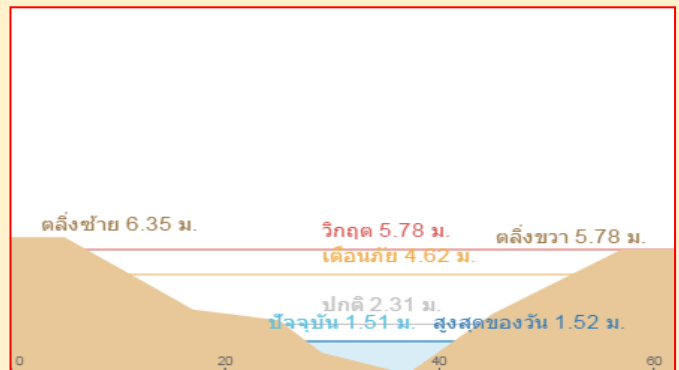 ตลิ่งซ้าย 6.35 ม.
วิกฤต 5.78 ม.
ตลิ่งขวา 5.78 ม.
เตือนภัย 4.62 ม.
ปกติ 2.31 ม.
ปัจจุบัน 1.51 ม. สูงสุดของวัน 1.52 ม.
0 20 40 60